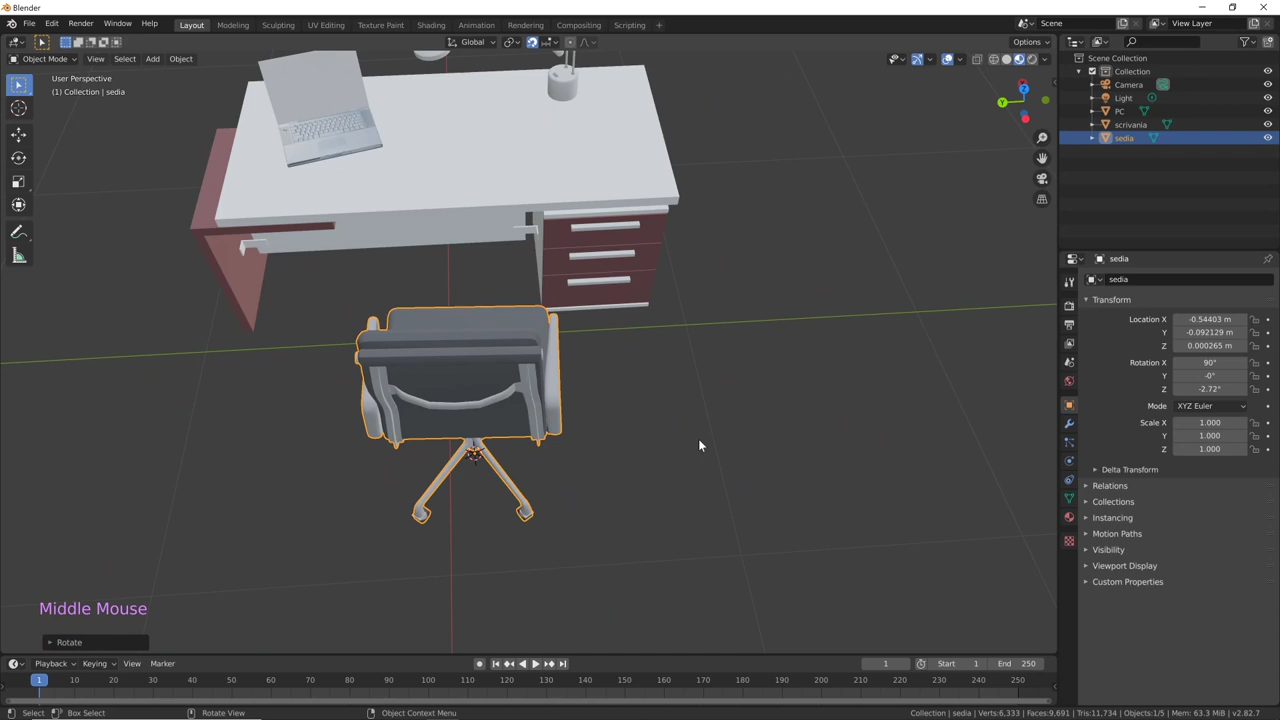 Blender
File Edit Render Window Help Layout Modeling Sculpting UV Editing Texture Paint Shading Animation Rendering Compositing Scripting + Scene View Layer
Global Options
Object Mode View Select Add Object
User Perspective
(1) Collection | sedia
Scene Collection
Collection
Camera
Light
PC
scrivania
sedia
Z
Y
sedia
sedia
Transform
Location X -0.54403 m
Y -0.092129 m
Z 0.000265 m
Rotation X 90°
Y -0°
Z -2.72°
Mode XYZ Euler
Scale X 1.000
Y 1.000
Z 1.000
Delta Transform
Relations
Collections
Instancing
Motion Paths
Visibility
Viewport Display
Custom Properties
Middle Mouse
Rotate
Playback Keying View Marker 1 Start 1 End 250
1 10 20 30 40 50 60 70 80 90 100 110 120 130 140 150 160 170 180 190 200 210 220 230 240 250
Select Box Select Rotate View Object Context Menu Collection | sedia | Verts:6,333 | Faces:9,691 | Tris:11,734 | Objects:1/5 | Mem: 63.3 MiB | v2.82.7